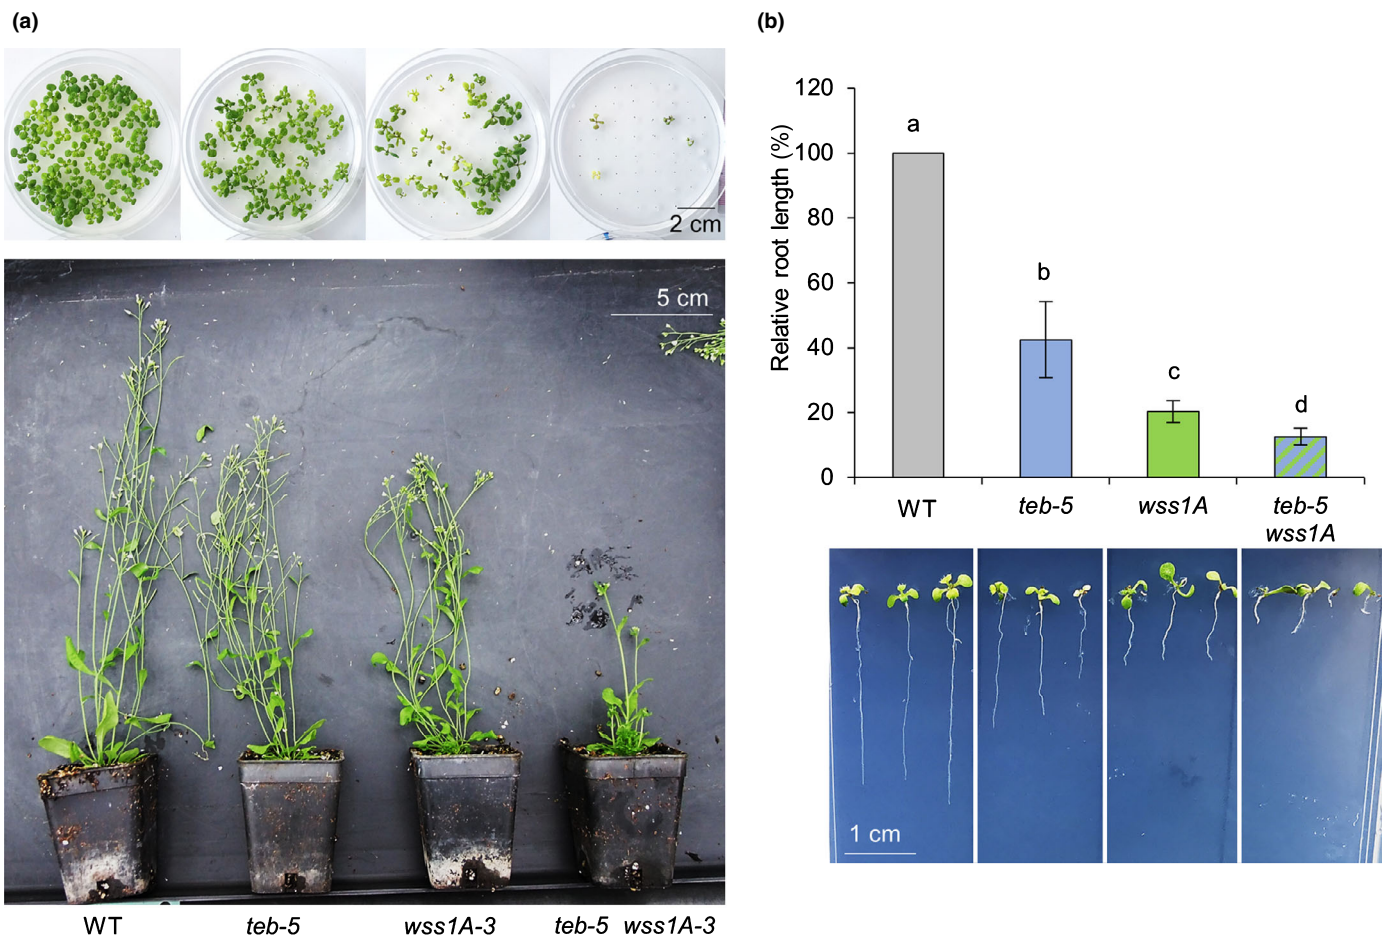 (a)
2 cm
5 cm
WT teb-5 wss1A-3 teb-5 wss1A-3
(b)
Relative root length (%)
120
100
80
60
40
20
0
a
b
c
d
WT teb-5 wss1A teb-5
wss1A
1 cm